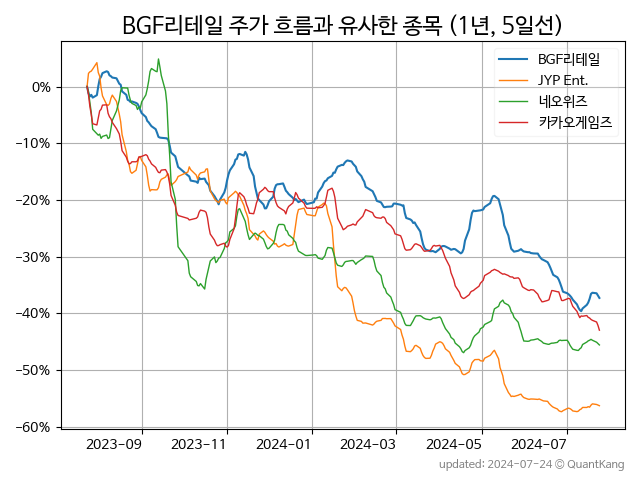 BGF리테일 주가 흐름과 유사한 종목 (1년, 5일선)
BGF리테일
JYP Ent.
네오위즈
카카오게임즈
0%
−10%
−20%
−30%
−40%
−50%
−60%
2023-09
2023-11
2024-01
2024-03
2024-05
2024-07
updated: 2024-07-24 © QuantKang